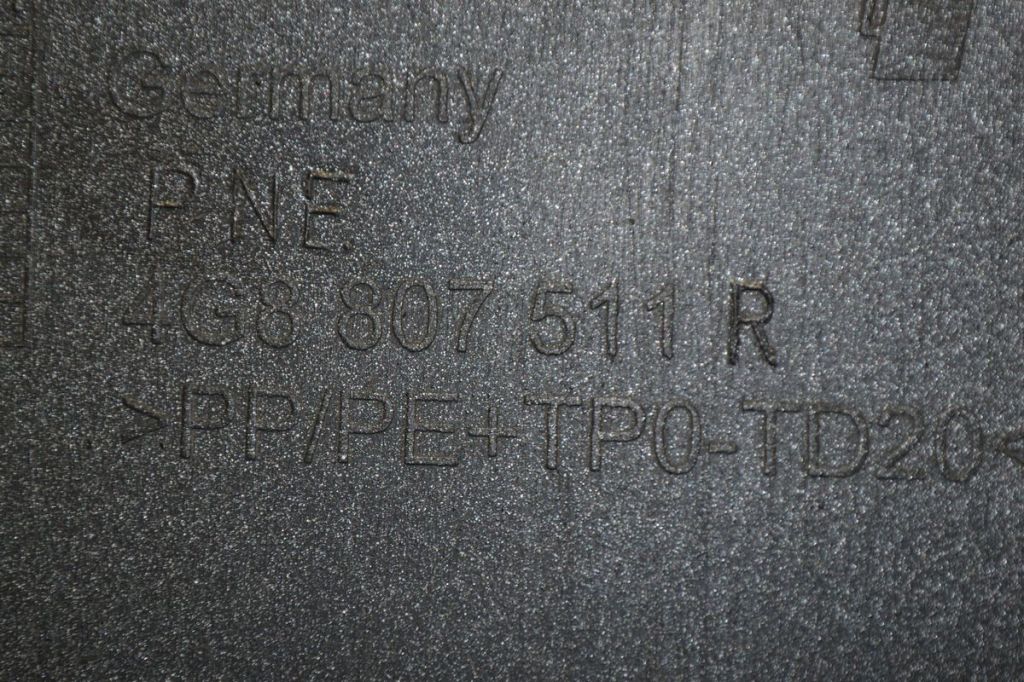 Germany
P.N.E.
4G8 807 511 R
>PP/PE+TP0-TD20<